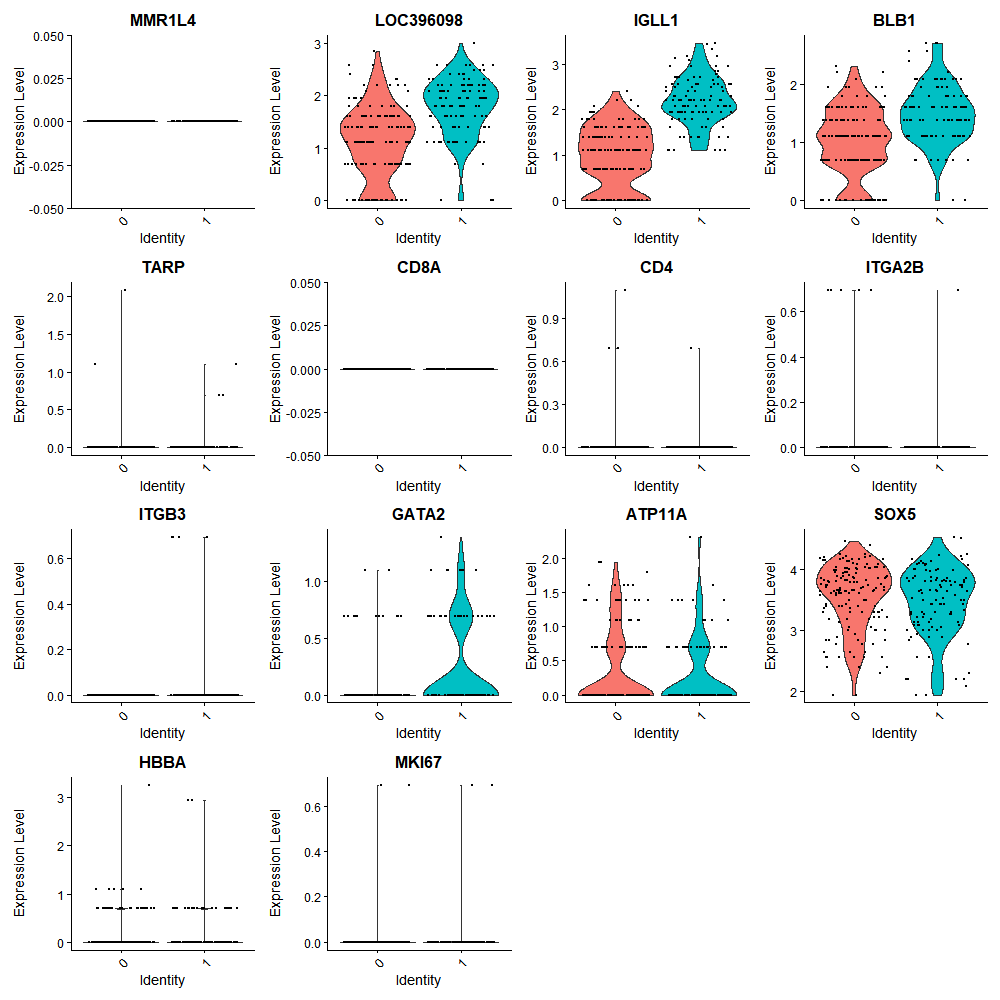 MMR1L4
Expression Level
0.050
0.025
0.000
-0.025
-0.050
0
1
Identity
LOC396098
Expression Level
3
2
1
0
0
1
Identity
IGLL1
Expression Level
3
2
1
0
0
1
Identity
BLB1
Expression Level
2
1
0
0
1
Identity
TARP
Expression Level
2.0
1.5
1.0
0.5
0.0
0
1
Identity
CD8A
Expression Level
0.050
0.025
0.000
-0.025
-0.050
0
1
Identity
CD4
Expression Level
0.9
0.6
0.3
0.0
0
1
Identity
ITGA2B
Expression Level
0.6
0.4
0.2
0.0
0
1
Identity
ITGB3
Expression Level
0.6
0.4
0.2
0.0
0
1
Identity
GATA2
Expression Level
1.0
0.5
0.0
0
1
Identity
ATP11A
Expression Level
2.0
1.5
1.0
0.5
0.0
0
1
Identity
SOX5
Expression Level
4
3
2
0
1
Identity
HBBA
Expression Level
3
2
1
0
0
1
Identity
MKI67
Expression Level
0.6
0.4
0.2
0.0
0
1
Identity